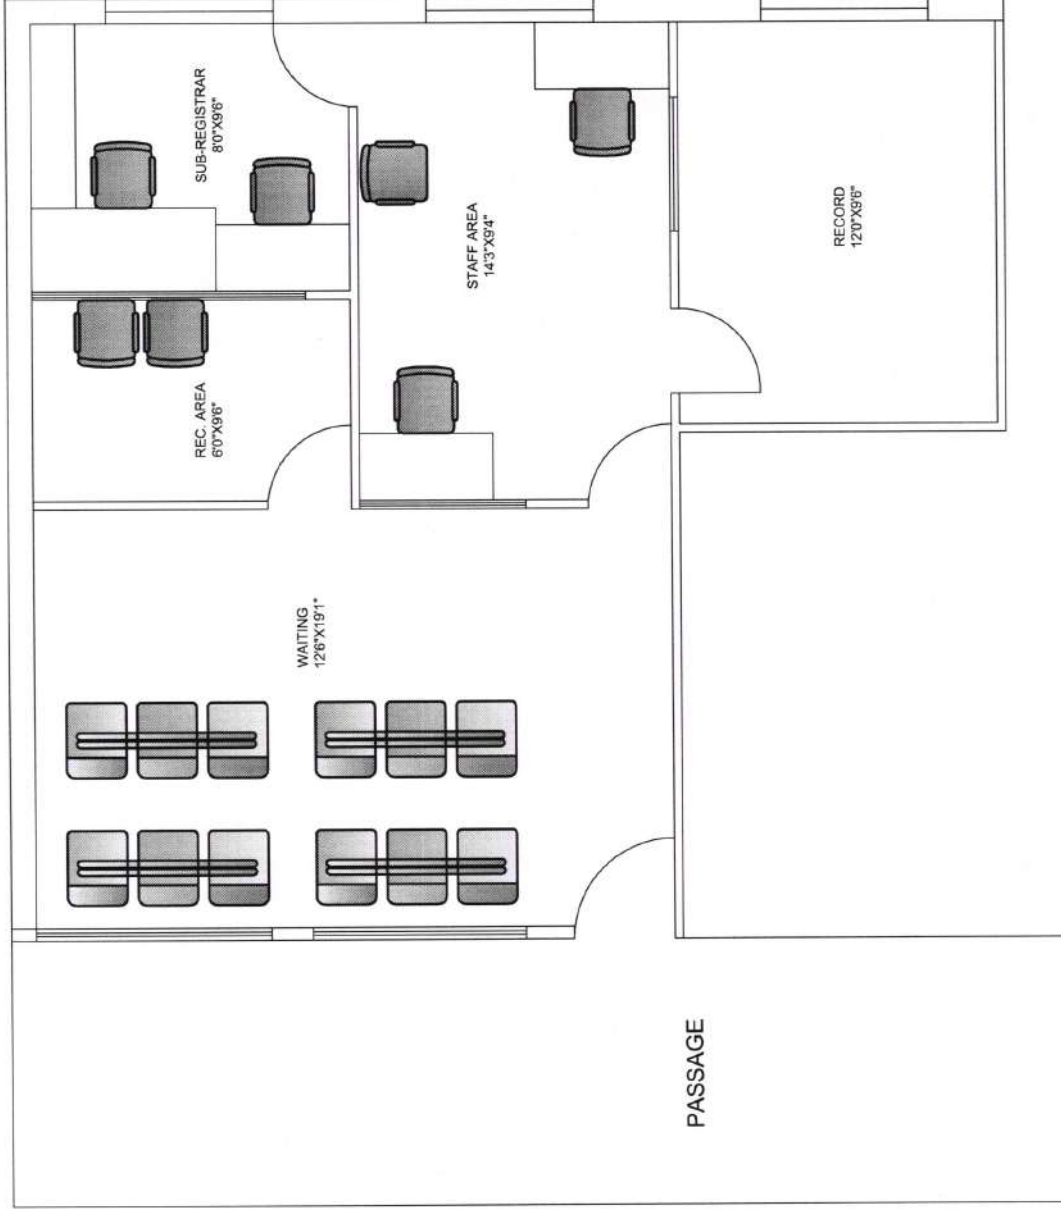 SUB-REGISTRAR
8'0"X9'6"
REC. AREA
6'0"X9'6"
STAFF AREA
14'3"X9'4"
RECORD
12'0"X9'6"
WAITING
12'6"X19'1"
PASSAGE